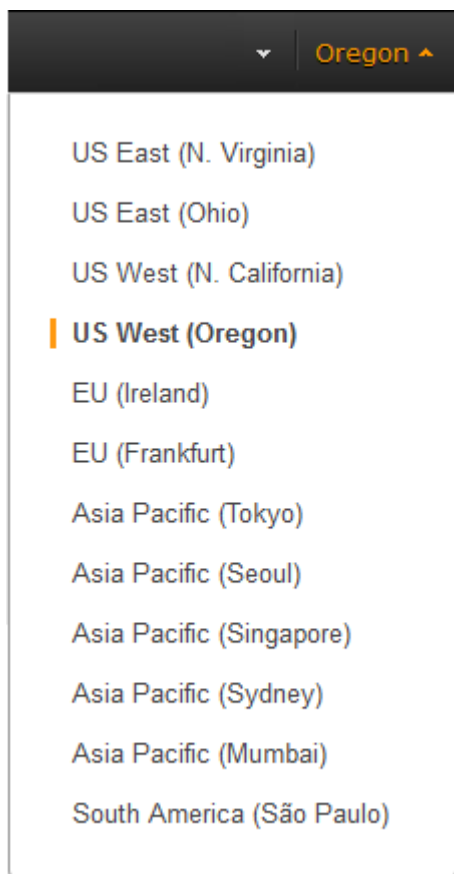 Oregon
US East (N. Virginia)
US East (Ohio)
US West (N. California)
US West (Oregon)
EU (Ireland)
EU (Frankfurt)
Asia Pacific (Tokyo)
Asia Pacific (Seoul)
Asia Pacific (Singapore)
Asia Pacific (Sydney)
Asia Pacific (Mumbai)
South America (São Paulo)